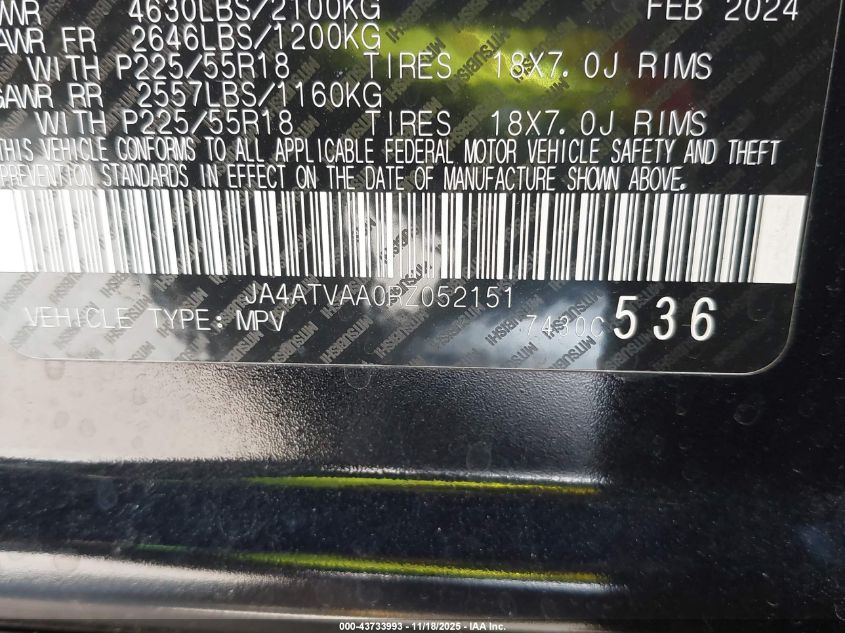 4630LBS/2100KG FEB 2024
FR 2646LBS/1200KG
WITH P225/55R18 TIRES 18X7.0J RIMS
GAWR RR 2557LBS/1160KG
WITH P225/55R18 TIRES 18X7.0J RIMS
THIS VEHICLE CONFORMS TO ALL APPLICABLE FEDERAL MOTOR VEHICLE SAFETY AND THEFT
PREVENTION STANDARDS IN EFFECT ON THE DATE OF MANUFACTURE SHOWN ABOVE.
JA4ATVAA0RZ052151
VEHICLE TYPE: MPV 7430C 536
MITSUBISHI
000-43733993 - 11/18/2025 - IAA Inc.